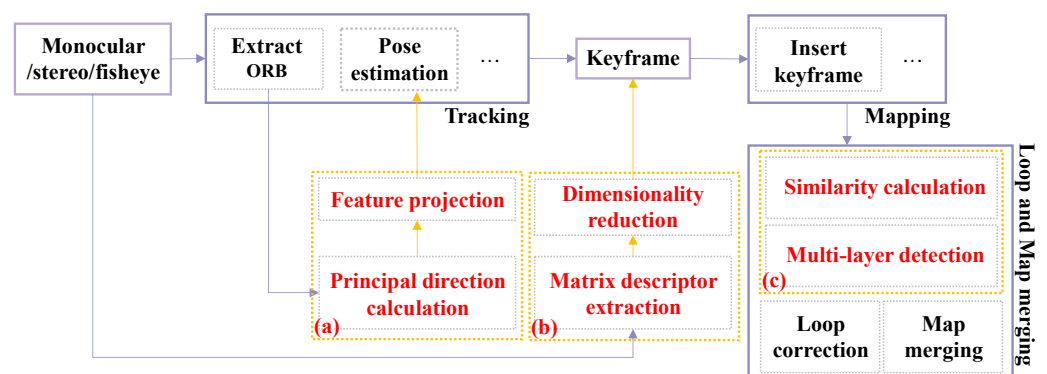 Monocular
/stereo/fisheye
Extract
ORB
Pose
estimation
...
Tracking
Keyframe
Insert
keyframe
...
Mapping
Feature projection
Principal direction
calculation
(a)
Dimensionality
reduction
Matrix descriptor
extraction
(b)
Similarity calculation
Multi-layer detection
(c)
Loop
correction
Map
merging
Loop and Map merging